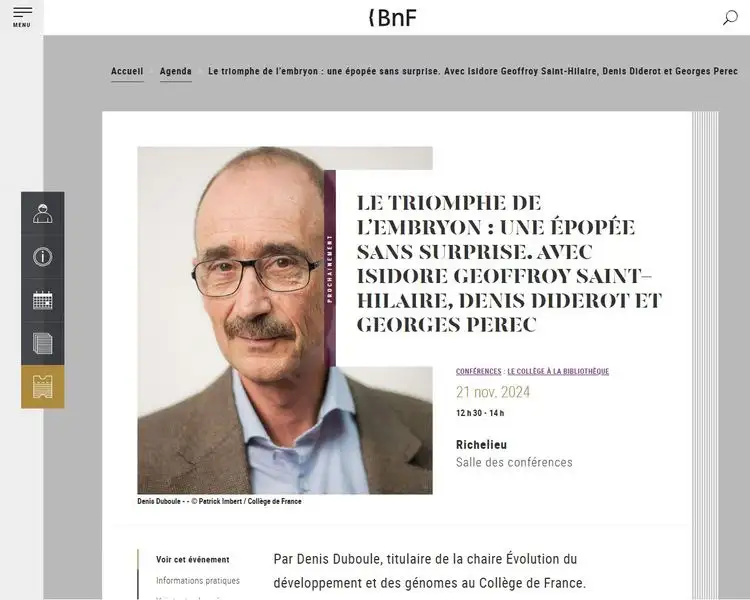 MENU
{BnF
Accueil
Agenda
Le triomphe de l'embryon : une épopée sans surprise. Avec Isidore Geoffroy Saint-Hilaire, Denis Diderot et Georges Perec
PROCHAINEMENT
LE TRIOMPHE DE
L'EMBRYON : UNE ÉPOPÉE
SANS SURPRISE. AVEC
ISIDORE GEOFFROY SAINT-
HILAIRE, DENIS DIDEROT ET
GEORGES PEREC
CONFÉRENCES : LE COLLÈGE À LA BIBLIOTHÈQUE
21 nov. 2024
12 h 30 - 14 h
Richelieu
Salle des conférences
Denis Duboule - - © Patrick Imbert / Collège de France
Voir cet événement
Informations pratiques
Par Denis Duboule, titulaire de la chaire Évolution du
développement et des génomes au Collège de France.